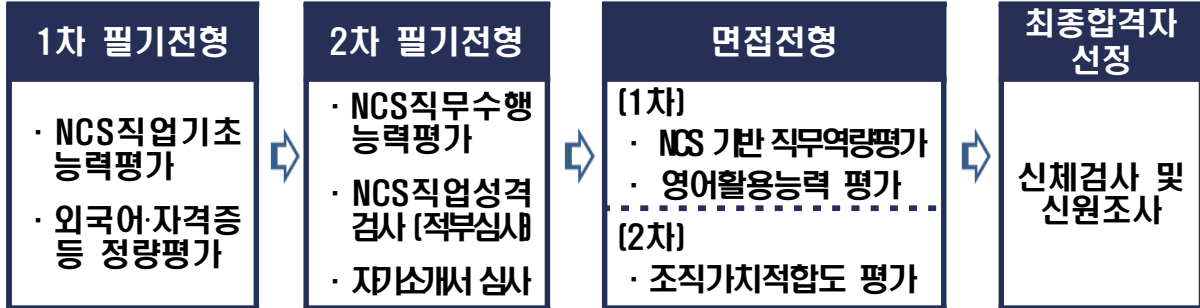 1차 필기전형
· NCS직업기초
능력평가
· 외국어·자격증
등 정량평가
2차 필기전형
· NCS직무수행
능력평가
· NCS직업성격
검사 (적부심사)
· 자기소개서 심사
면접전형
(1차)
· NCS 기반 직무역량평가
· 영어활용능력 평가
(2차)
· 조직가치적합도 평가
최종합격자
선정
신체검사 및
신원조사